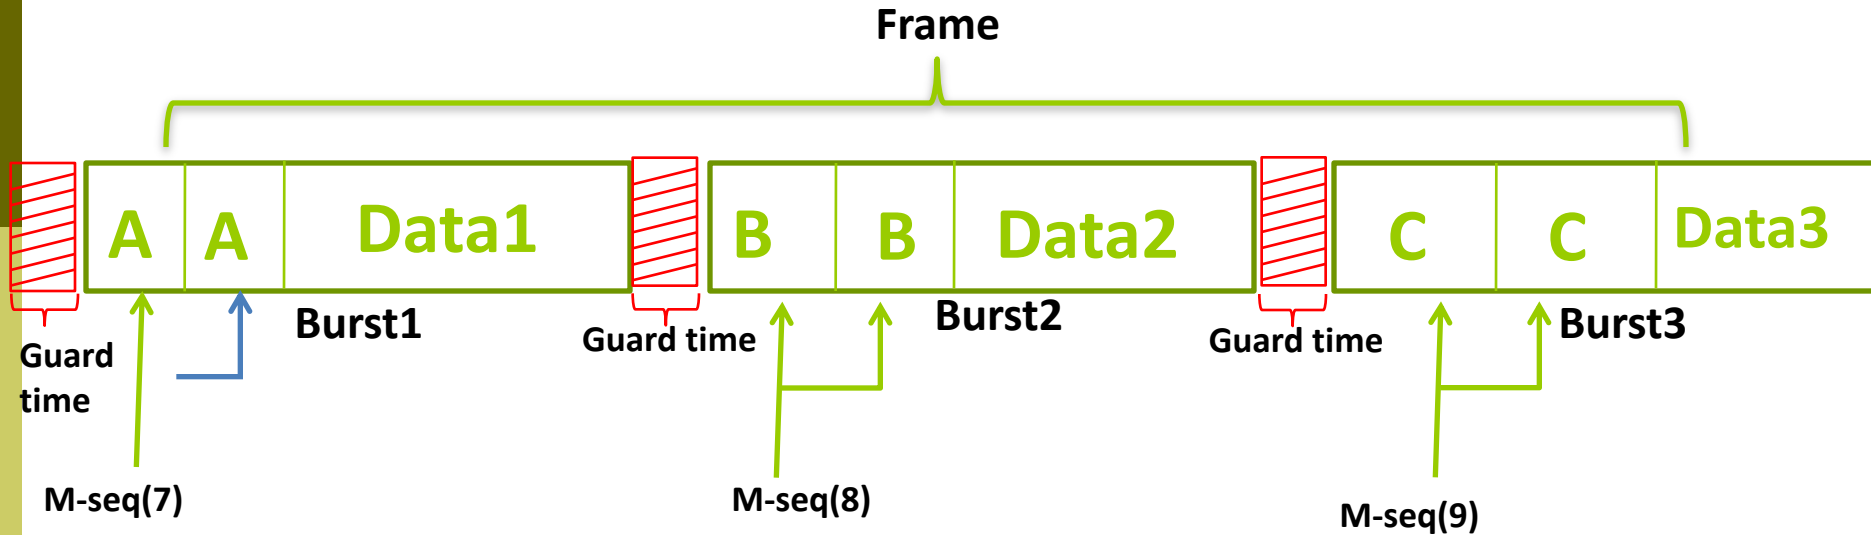 Frame
A A Data1 B B Data2 C C Data3
Burst1 Burst2 Burst3
Guard
time
Guard time
Guard time
M-seq(7) M-seq(8) M-seq(9)